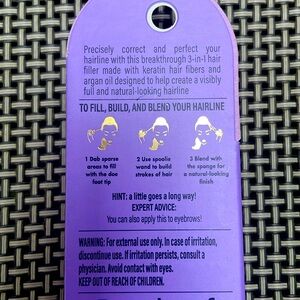 Precisely correct and perfect your
hairline with this breakthrough 3-in-1 hair
filler made with keratin hair fibers and
argan oil designed to help create a visibly
full and natural-looking hairline
TO FILL, BUILD, AND BLEND YOUR HAIRLINE
1 Dab sparse
areas to fill
with the doe
foot tip
2 Use spoolie
wand to build
strokes of hair
3 Blend with
the sponge for
a natural-looking
finish
HINT: a little goes a long way!
EXPERT ADVICE:
You can also apply this to eyebrows!
WARNING: For external use only. In case of irritation,
discontinue use. If irritation persists, consult a
physician. Avoid contact with eyes.
KEEP OUT OF REACH OF CHILDREN.